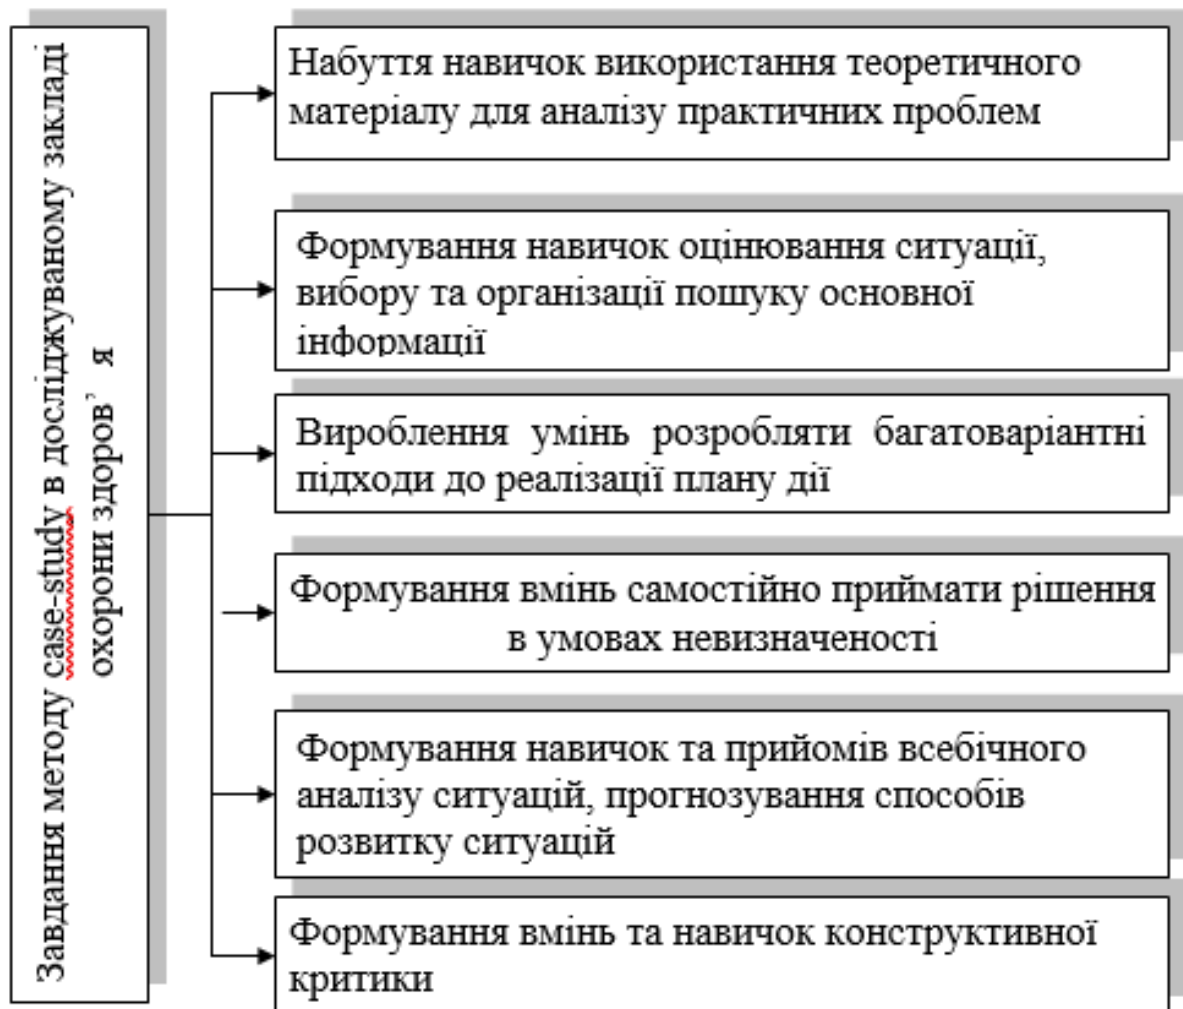 Завдання методу case-study в досліджуваному закладі
охорони здоров’ я
Набуття навичок використання теоретичного
матеріалу для аналізу практичних проблем
Формування навичок оцінювання ситуації,
вибору та організації пошуку основної
інформації
Вироблення умінь розробляти багатоваріантні
підходи до реалізації плану дії
Формування вмінь самостійно приймати рішення
в умовах невизначеності
Формування навичок та прийомів всебічного
аналізу ситуацій, прогнозування способів
розвитку ситуацій
Формування вмінь та навичок конструктивної
критики